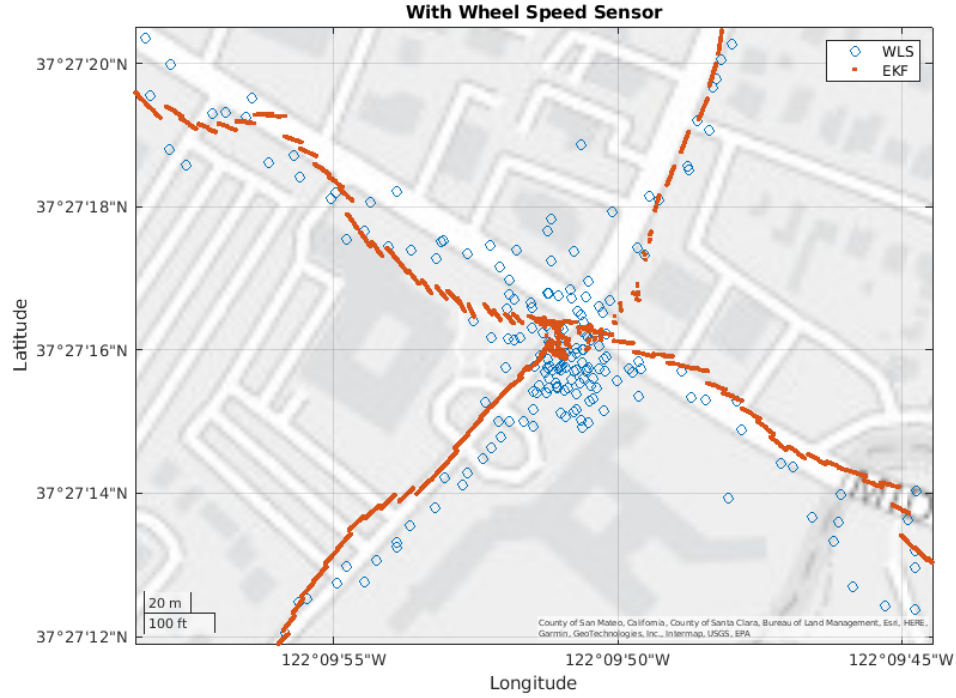 With Wheel Speed Sensor
WLS
EKF
37°27'20"N
37°27'18"N
37°27'16"N
37°27'14"N
37°27'12"N
Latitude
20 m
100 ft
County of San Mateo, California, County of Santa Clara, Bureau of Land Management, Esri, HERE,
Garmin, GeoTechnologies, Inc., Intermap, USGS, EPA
122°09'55"W
122°09'50"W
122°09'45"W
Longitude